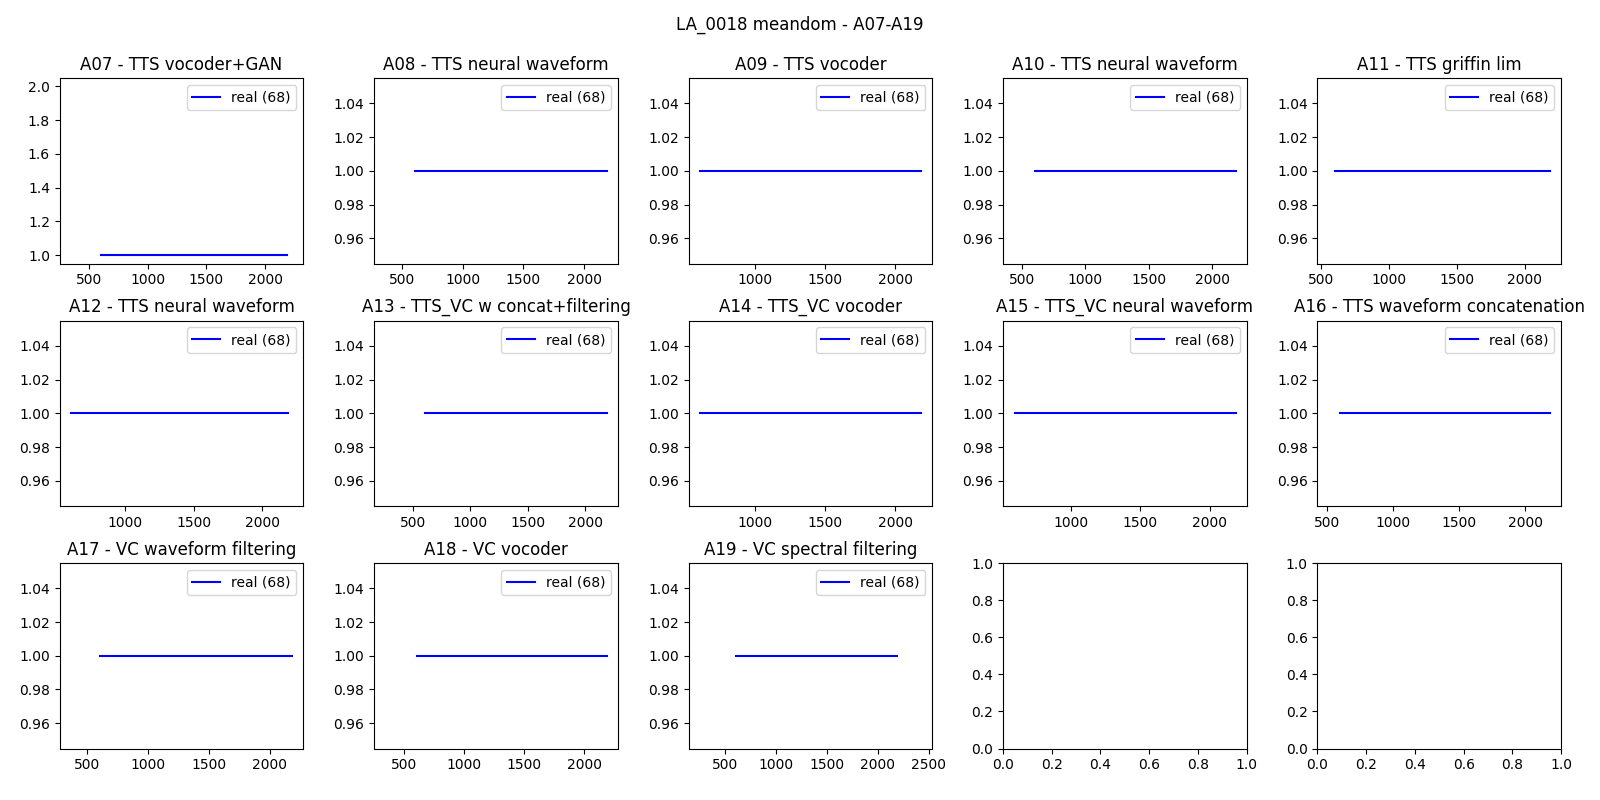 LA_0018 meandom - A07-A19
A07 - TTS vocoder+GAN
real (68)
2.0
1.8
1.6
1.4
1.2
1.0
500 1000 1500 2000
A08 - TTS neural waveform
real (68)
1.04
1.02
1.00
0.98
0.96
500 1000 1500 2000
A09 - TTS vocoder
real (68)
1.04
1.02
1.00
0.98
0.96
1000 1500 2000
A10 - TTS neural waveform
real (68)
1.04
1.02
1.00
0.98
0.96
500 1000 1500 2000
A11 - TTS griffin lim
real (68)
1.04
1.02
1.00
0.98
0.96
500 1000 1500 2000
A12 - TTS neural waveform
real (68)
1.04
1.02
1.00
0.98
0.96
1000 1500 2000
A13 - TTS_VC w concat+filtering
real (68)
1.04
1.02
1.00
0.98
0.96
500 1000 1500 2000
A14 - TTS_VC vocoder
real (68)
1.04
1.02
1.00
0.98
0.96
1000 1500 2000
A15 - TTS_VC neural waveform
real (68)
1.04
1.02
1.00
0.98
0.96
1000 1500 2000
A16 - TTS waveform concatenation
real (68)
1.04
1.02
1.00
0.98
0.96
500 1000 1500 2000
A17 - VC waveform filtering
real (68)
1.04
1.02
1.00
0.98
0.96
500 1000 1500 2000
A18 - VC vocoder
real (68)
1.04
1.02
1.00
0.98
0.96
500 1000 1500 2000
A19 - VC spectral filtering
real (68)
1.04
1.02
1.00
0.98
0.96
500 1000 1500 2000 2500
1.0
0.8
0.6
0.4
0.2
0.0
0.0 0.2 0.4 0.6 0.8 1.0
1.0
0.8
0.6
0.4
0.2
0.0
0.0 0.2 0.4 0.6 0.8 1.0